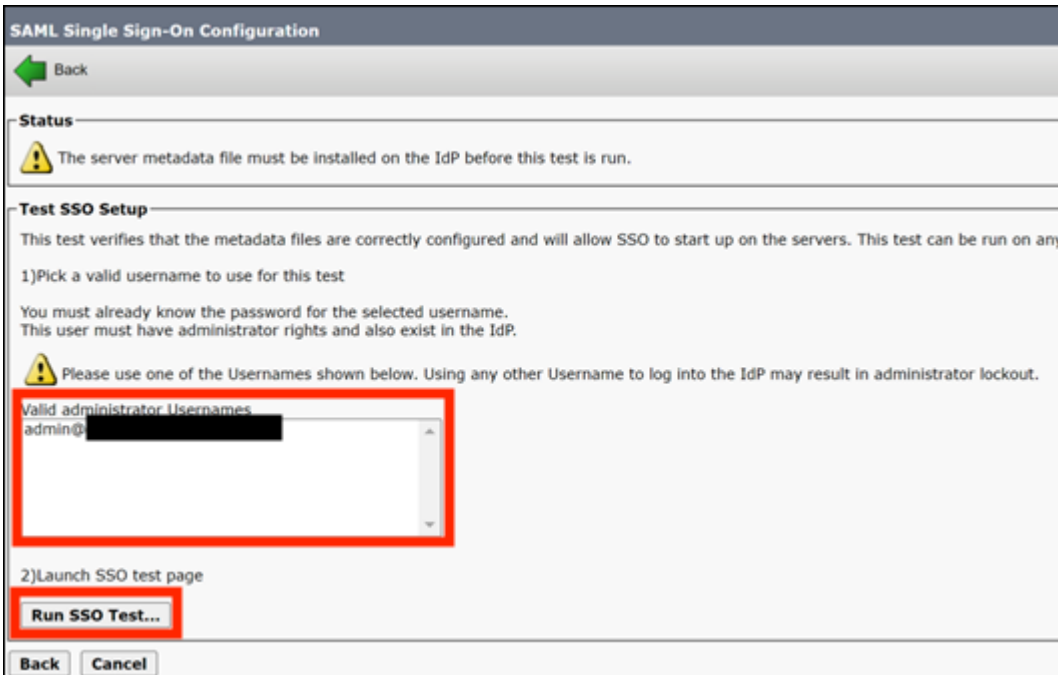 SAML Single Sign-On Configuration
Back
Status
The server metadata file must be installed on the IdP before this test is run.
Test SSO Setup
This test verifies that the metadata files are correctly configured and will allow SSO to start up on the servers. This test can be run on any
1)Pick a valid username to use for this test
You must already know the password for the selected username.
This user must have administrator rights and also exist in the IdP.
Please use one of the Usernames shown below. Using any other Username to log into the IdP may result in administrator lockout.
Valid administrator Usernames
admin@
2)Launch SSO test page
Run SSO Test...
Back Cancel